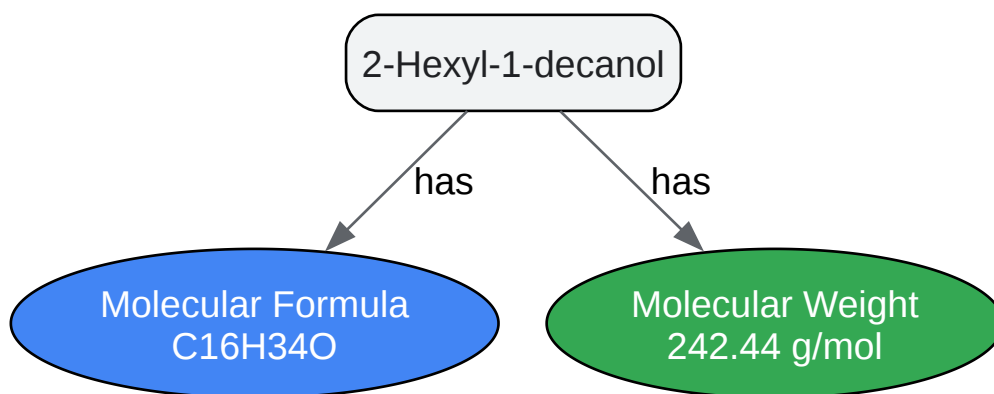 2-Hexyl-1-decanol
has
has
Molecular Formula
C16H34O
Molecular Weight
242.44 g/mol